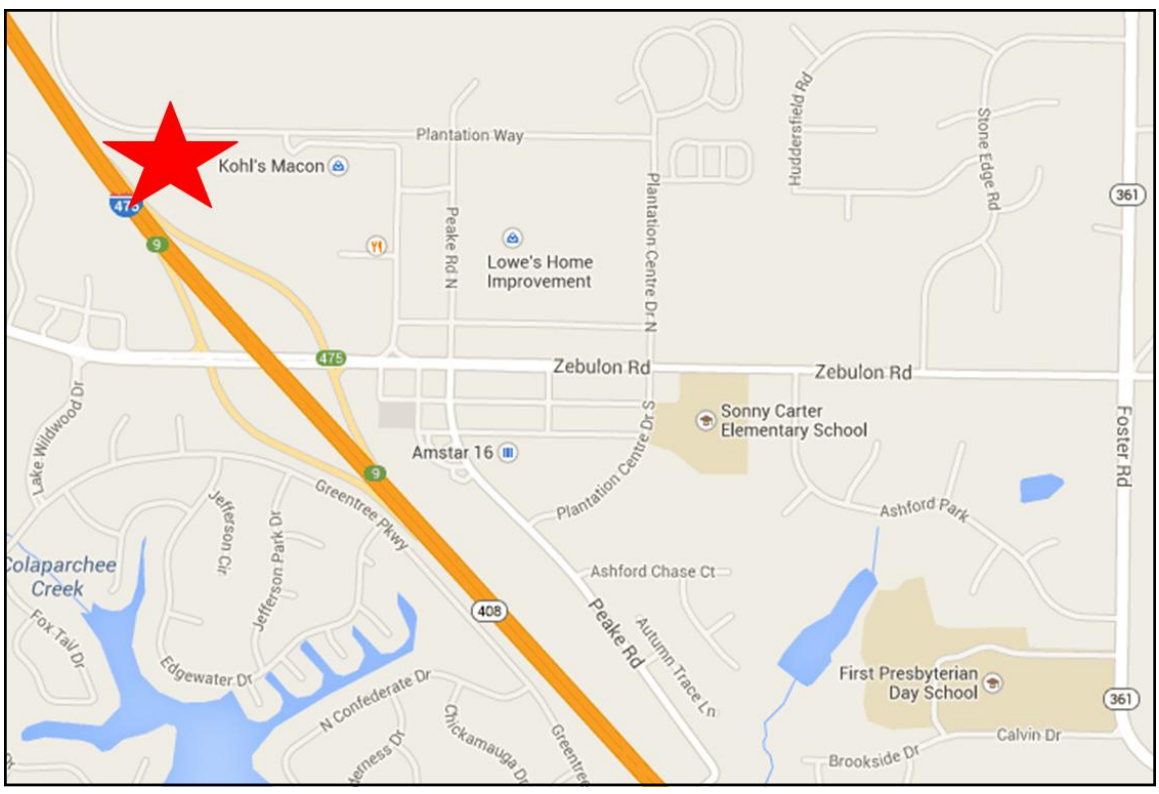 Plantation Way
Kohl's Macon
475
9
Peake Rd N
Lowe's Home
Improvement
Plantation Centre Dr N
Huddersfield Rd
Stone Edge Rd
361
Zebulon Rd
Zebulon Rd
475
Lake Wildwood Dr
Sonny Carter
Elementary School
Amstar 16
Plantation Centre Dr S
Foster Rd
9
Greentree Pkwy
Jefferson Cir
Jefferson Park Dr
Ashford Park
Colaparchee
Creek
Ashford Chase Ct
408
Peake Rd
Autumn Trace Ln
Fox Tail Dr
Edgewater Dr
N Confederate Dr
Chickamauga Dr
derness Dr
Greentree
First Presbyterian
Day School
361
Calvin Dr
Brookside Dr